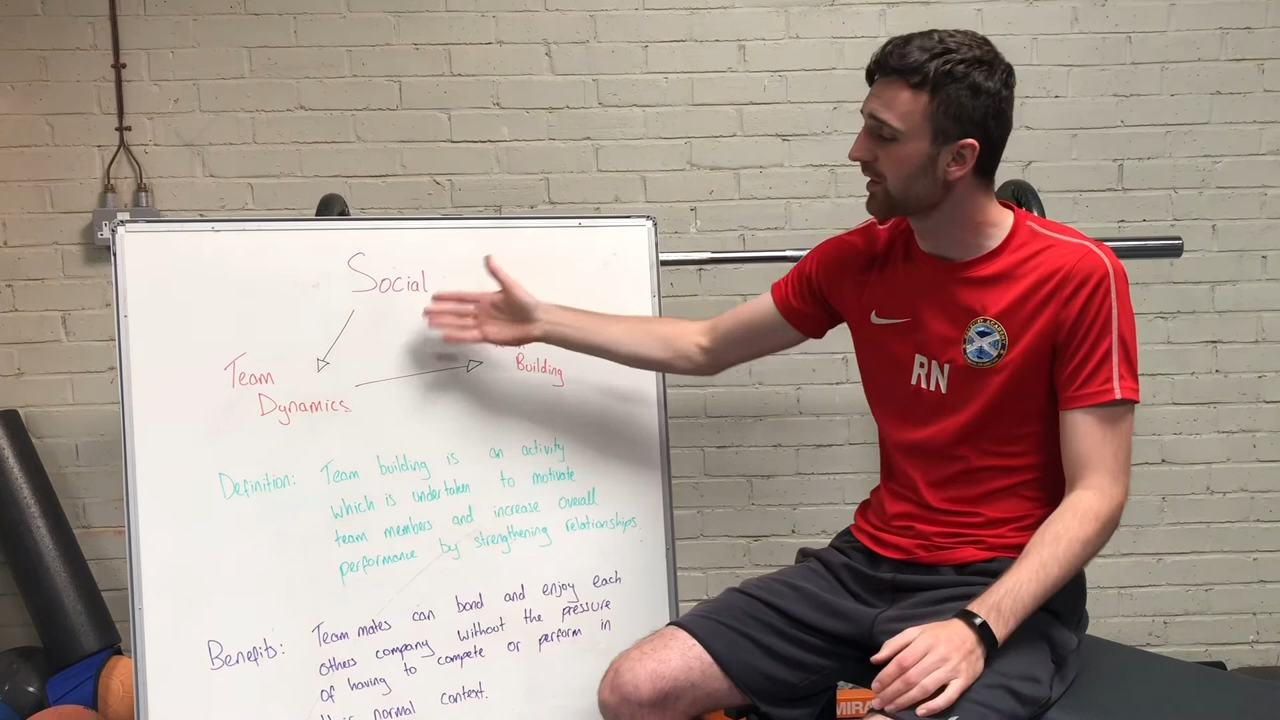 Social
Team
Dynamics
Building
Definition: Team building is an activity
which is undertaken to motivate
team members and increase overall
performance by strengthening relationships.
Benefits: Team mates can bond and enjoy each
others company without the pressure
of having to compete or perform in
their normal context.
RN